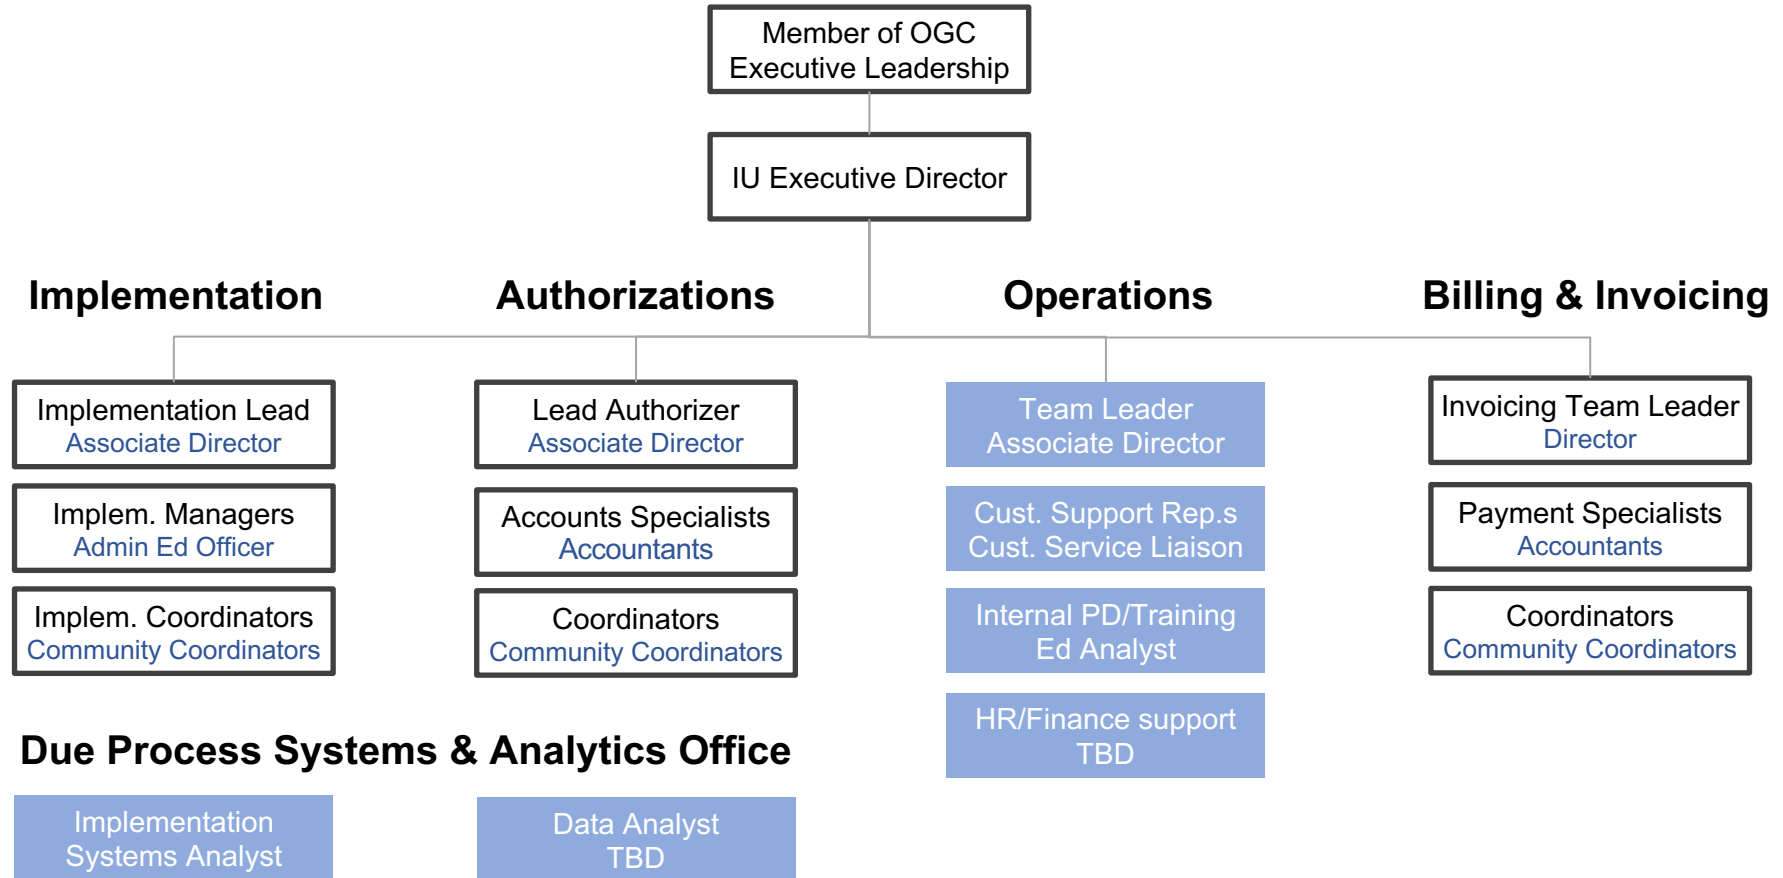 Member of OGC
Executive Leadership
IU Executive Director
Implementation
Authorizations
Operations
Billing & Invoicing
Implementation Lead
Associate Director
Implem. Managers
Admin Ed Officer
Implem. Coordinators
Community Coordinators
Lead Authorizer
Associate Director
Accounts Specialists
Accountants
Coordinators
Community Coordinators
Team Leader
Associate Director
Cust. Support Rep.s
Cust. Service Liaison
Internal PD/Training
Ed Analyst
HR/Finance support
TBD
Invoicing Team Leader
Director
Payment Specialists
Accountants
Coordinators
Community Coordinators
Due Process Systems & Analytics Office
Implementation
Systems Analyst
Data Analyst
TBD